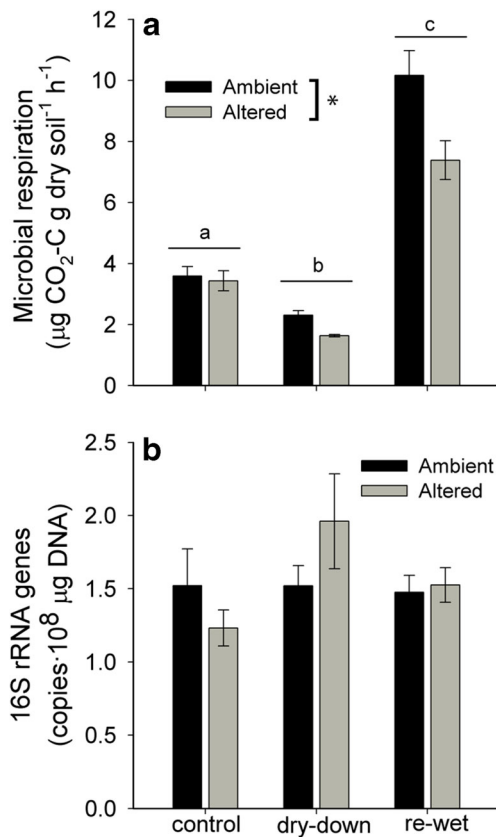 a
Ambient
Altered
*
a
b
c
12
10
8
6
4
2
0
Microbial respiration
(µg CO₂-C g dry soil⁻¹ h⁻¹)
b
Ambient
Altered
2.5
2.0
1.5
1.0
0.5
0.0
16S rRNA genes
(copies·10⁸ µg DNA)
control dry-down re-wet